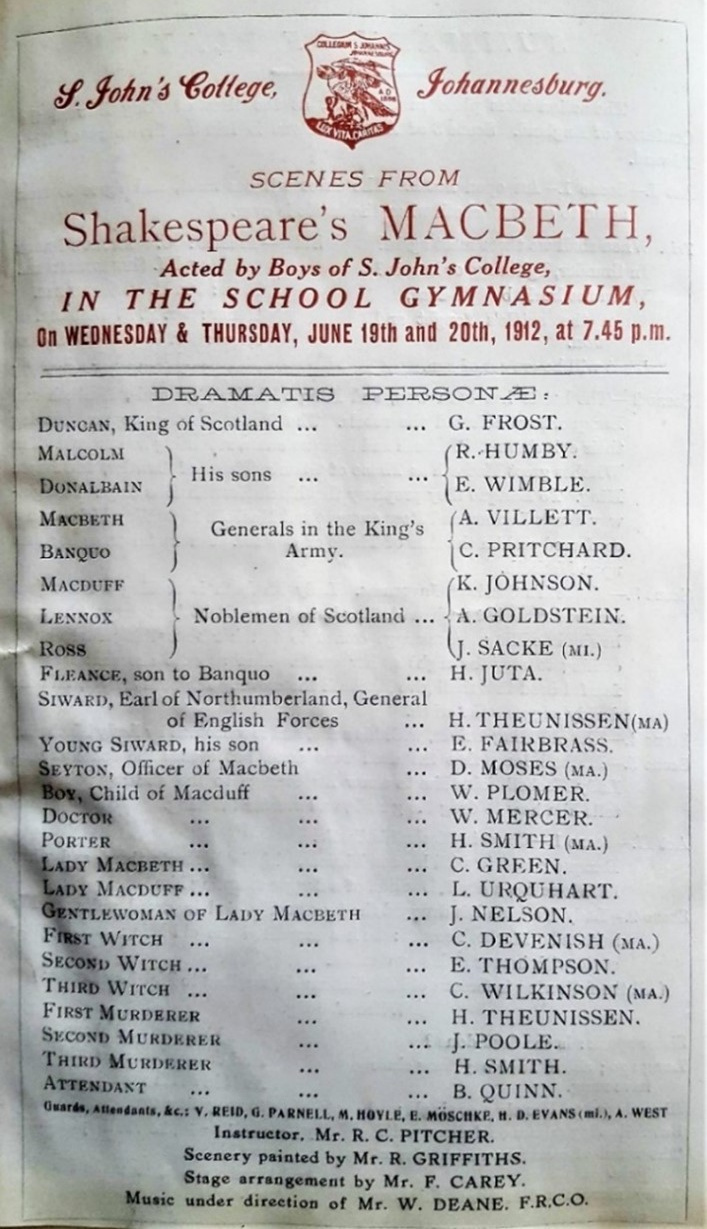 COLLEGIUM S. JOHANNIS
JOHANNESBURG
A.D.
1898
LUX VITA CARITAS
S. John's College, Johannesburg.
SCENES FROM
Shakespeare's MACBETH,
Acted by Boys of S. John's College,
IN THE SCHOOL GYMNASIUM,
On WEDNESDAY & THURSDAY, JUNE 19th and 20th, 1912, at 7.45 p.m.
DRAMATIS PERSONÆ:
DUNCAN, King of Scotland ... ... G. FROST.
MALCOLM R. HUMBY.
His sons ... ...
DONALBAIN E. WIMBLE.
MACBETH A. VILLETT.
Generals in the King's
BANQUO Army. C. PRITCHARD.
MACDUFF K. JOHNSON.
LENNOX Noblemen of Scotland ... A. GOLDSTEIN.
ROSS J. SACKE (MI.)
FLEANCE, son to Banquo ... ... H. JUTA.
SIWARD, Earl of Northumberland, General
of English Forces ... H. THEUNISSEN (MA)
YOUNG SIWARD, his son ... ... E. FAIRBRASS.
SEYTON, Officer of Macbeth ... D. MOSES (MA.)
BOY, Child of Macduff ... ... W. PLOMER.
DOCTOR ... ... ... W. MERCER.
PORTER ... ... ... H. SMITH (MA.)
LADY MACBETH ... ... ... C. GREEN.
LADY MACDUFF ... ... ... L. URQUHART.
GENTLEWOMAN OF LADY MACBETH ... J. NELSON.
FIRST WITCH ... ... ... C. DEVENISH (MA.)
SECOND WITCH ... ... ... E. THOMPSON.
THIRD WITCH ... ... ... C. WILKINSON (MA.)
FIRST MURDERER ... ... H. THEUNISSEN.
SECOND MURDERER ... ... J. POOLE.
THIRD MURDERER ... ... H. SMITH.
ATTENDANT ... ... ... B. QUINN.
Guards, Attendants, &c.: V. REID, G. PARNELL, M. HOYLE, E. MOSCHKE, H. D. EVANS (mi.), A. WEST
Instructor, Mr. R. C. PITCHER.
Scenery painted by Mr. R. GRIFFITHS.
Stage arrangement by Mr. F. CAREY.
Music under direction of Mr. W. DEANE. F.R.C.O.